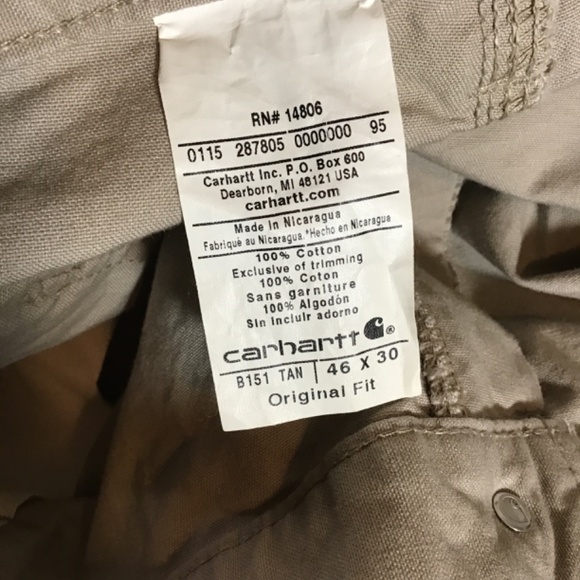 RN# 14806
0115 287805 0000000 95
Carhartt Inc. P.O. Box 600
Dearborn, MI 48121 USA
carhartt.com
Made in Nicaragua
Fabriqué au Nicaragua.*Hecho en Nicaragua
100% Cotton
Exclusive of trimming
100% Coton
Sans garniture
100% Algodón
Sin incluir adorno
carhartt ®
B151 TAN | 46 X 30
Original Fit